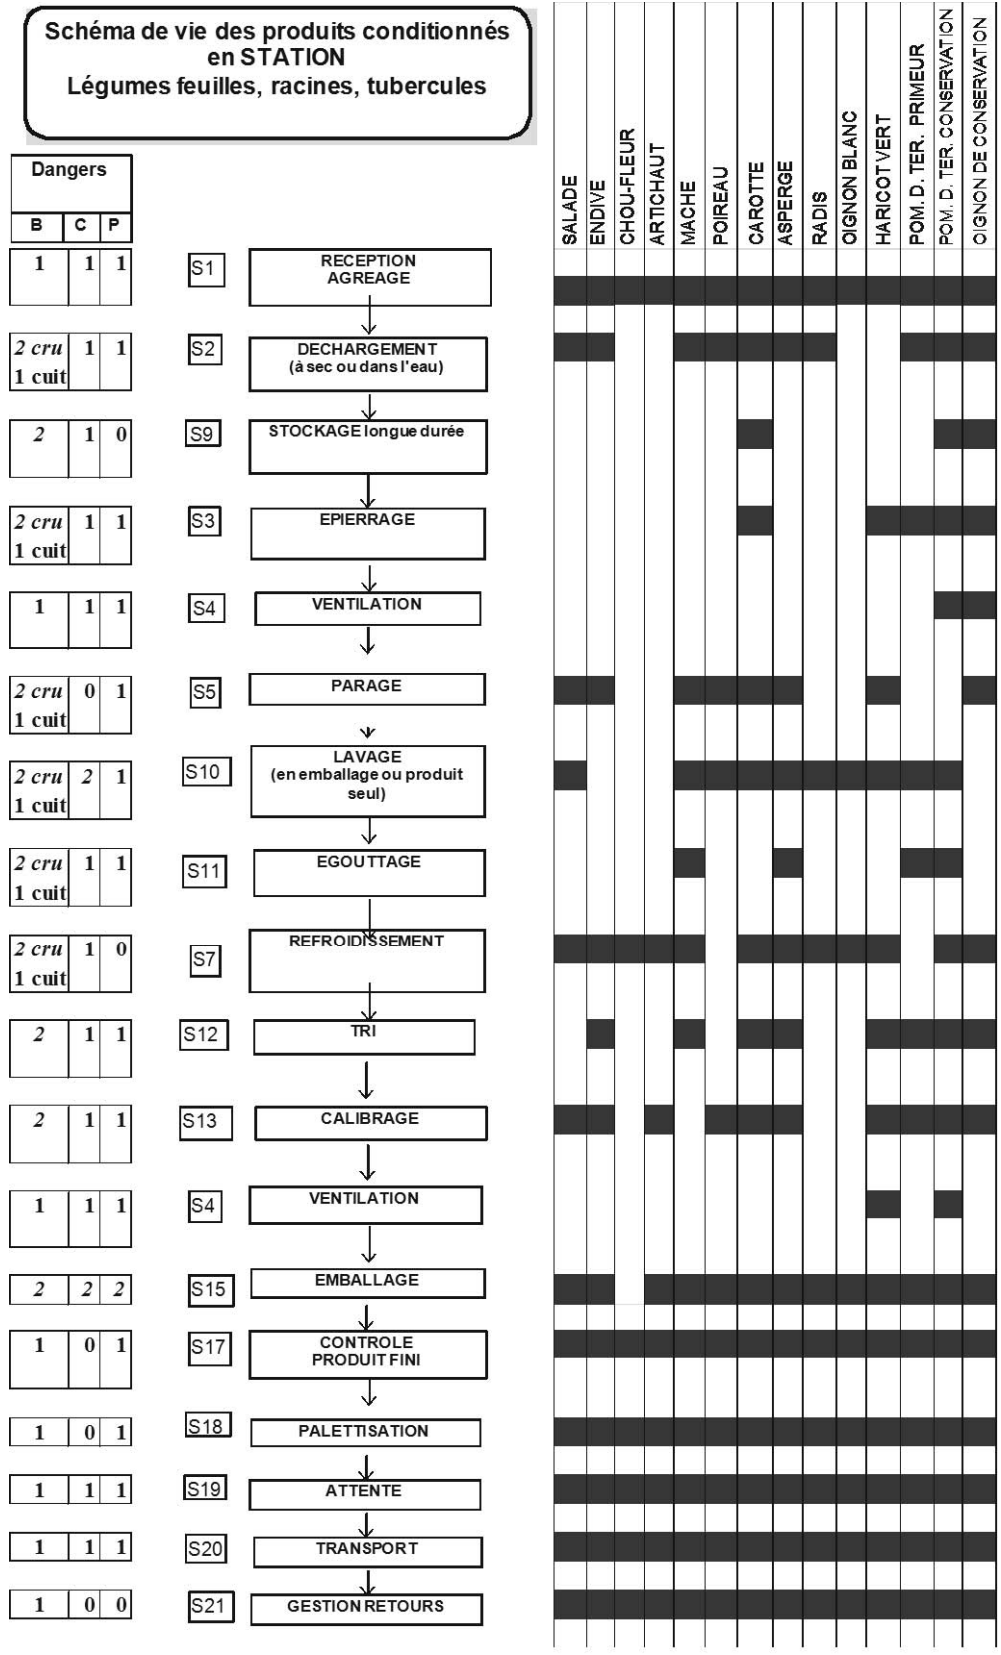 Schéma de vie des produits conditionnés
en STATION
Légumes feuilles, racines, tubercules
SALADE
ENDIVE
CHOU-FLEUR
ARTICHAUT
MACHE
POIREAU
CAROTTE
ASPERGE
RADIS
OIGNON BLANC
HARICOT VERT
POM. D. TER. PRIMEUR
POM. D. TER. CONSERVATION
OIGNON DE CONSERVATION
Dangers
B C P
1 1 1 S1 RECEPTION
AGREAGE
2 cru 1 1 S2 DECHARGEMENT
1 cuit (à sec ou dans l'eau)
2 1 0 S9 STOCKAGE longue durée
2 cru 1 1 S3 EPIERRAGE
1 cuit
1 1 1 S4 VENTILATION
2 cru 0 1 S5 PARAGE
1 cuit
2 cru 2 1 S10 LAVAGE
1 cuit (en emballage ou produit
seul)
2 cru 1 1 S11 EGOUTTAGE
1 cuit
2 cru 1 0 S7 REFROIDISSEMENT
1 cuit
2 1 1 S12 TRI
2 1 1 S13 CALIBRAGE
1 1 1 S4 VENTILATION
2 2 2 S15 EMBALLAGE
1 0 1 S17 CONTROLE
PRODUIT FINI
1 0 1 S18 PALETTISATION
1 1 1 S19 ATTENTE
1 1 1 S20 TRANSPORT
1 0 0 S21 GESTION RETOURS